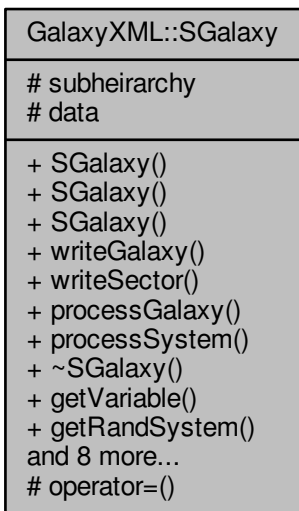 GalaxyXML::SGalaxy
# subheirarchy
# data
+ SGalaxy()
+ SGalaxy()
+ SGalaxy()
+ writeGalaxy()
+ writeSector()
+ processGalaxy()
+ processSystem()
+ ~SGalaxy()
+ getVariable()
+ getRandSystem()
and 8 more...
# operator=()